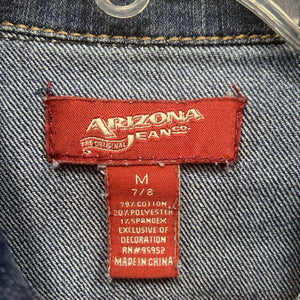 ARIZONA
THE ORIGINAL JEAN CO.
M
7/8
79% COTTON
20% POLYESTER
1% SPANDEX
EXCLUSIVE OF
DECORATION
RN#95952
MADE IN CHINA